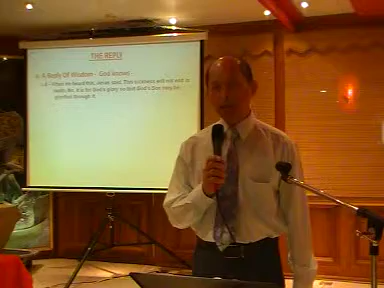 THE REPLY
A Reply Of Wisdom - God knows
v.4 - When he heard this, Jesus said, This sickness will not end in
death. No, it is for God's glory so that God's Son may be
glorified through it.